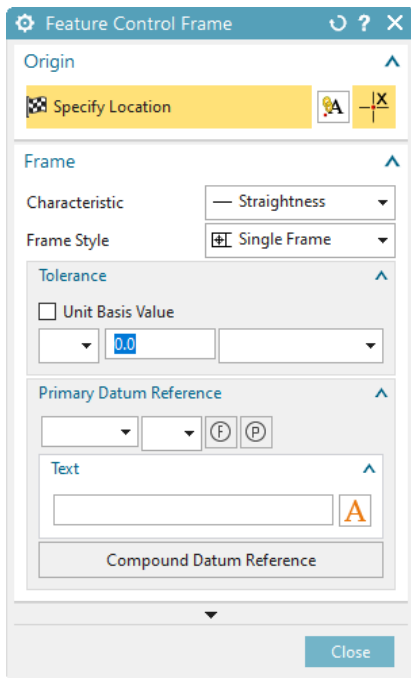 Feature Control Frame ?
Origin
Specify Location A X
Frame
Characteristic Straightness
Frame Style Single Frame
Tolerance
Unit Basis Value
0.0
Primary Datum Reference
F P
Text
A
Compound Datum Reference
Close